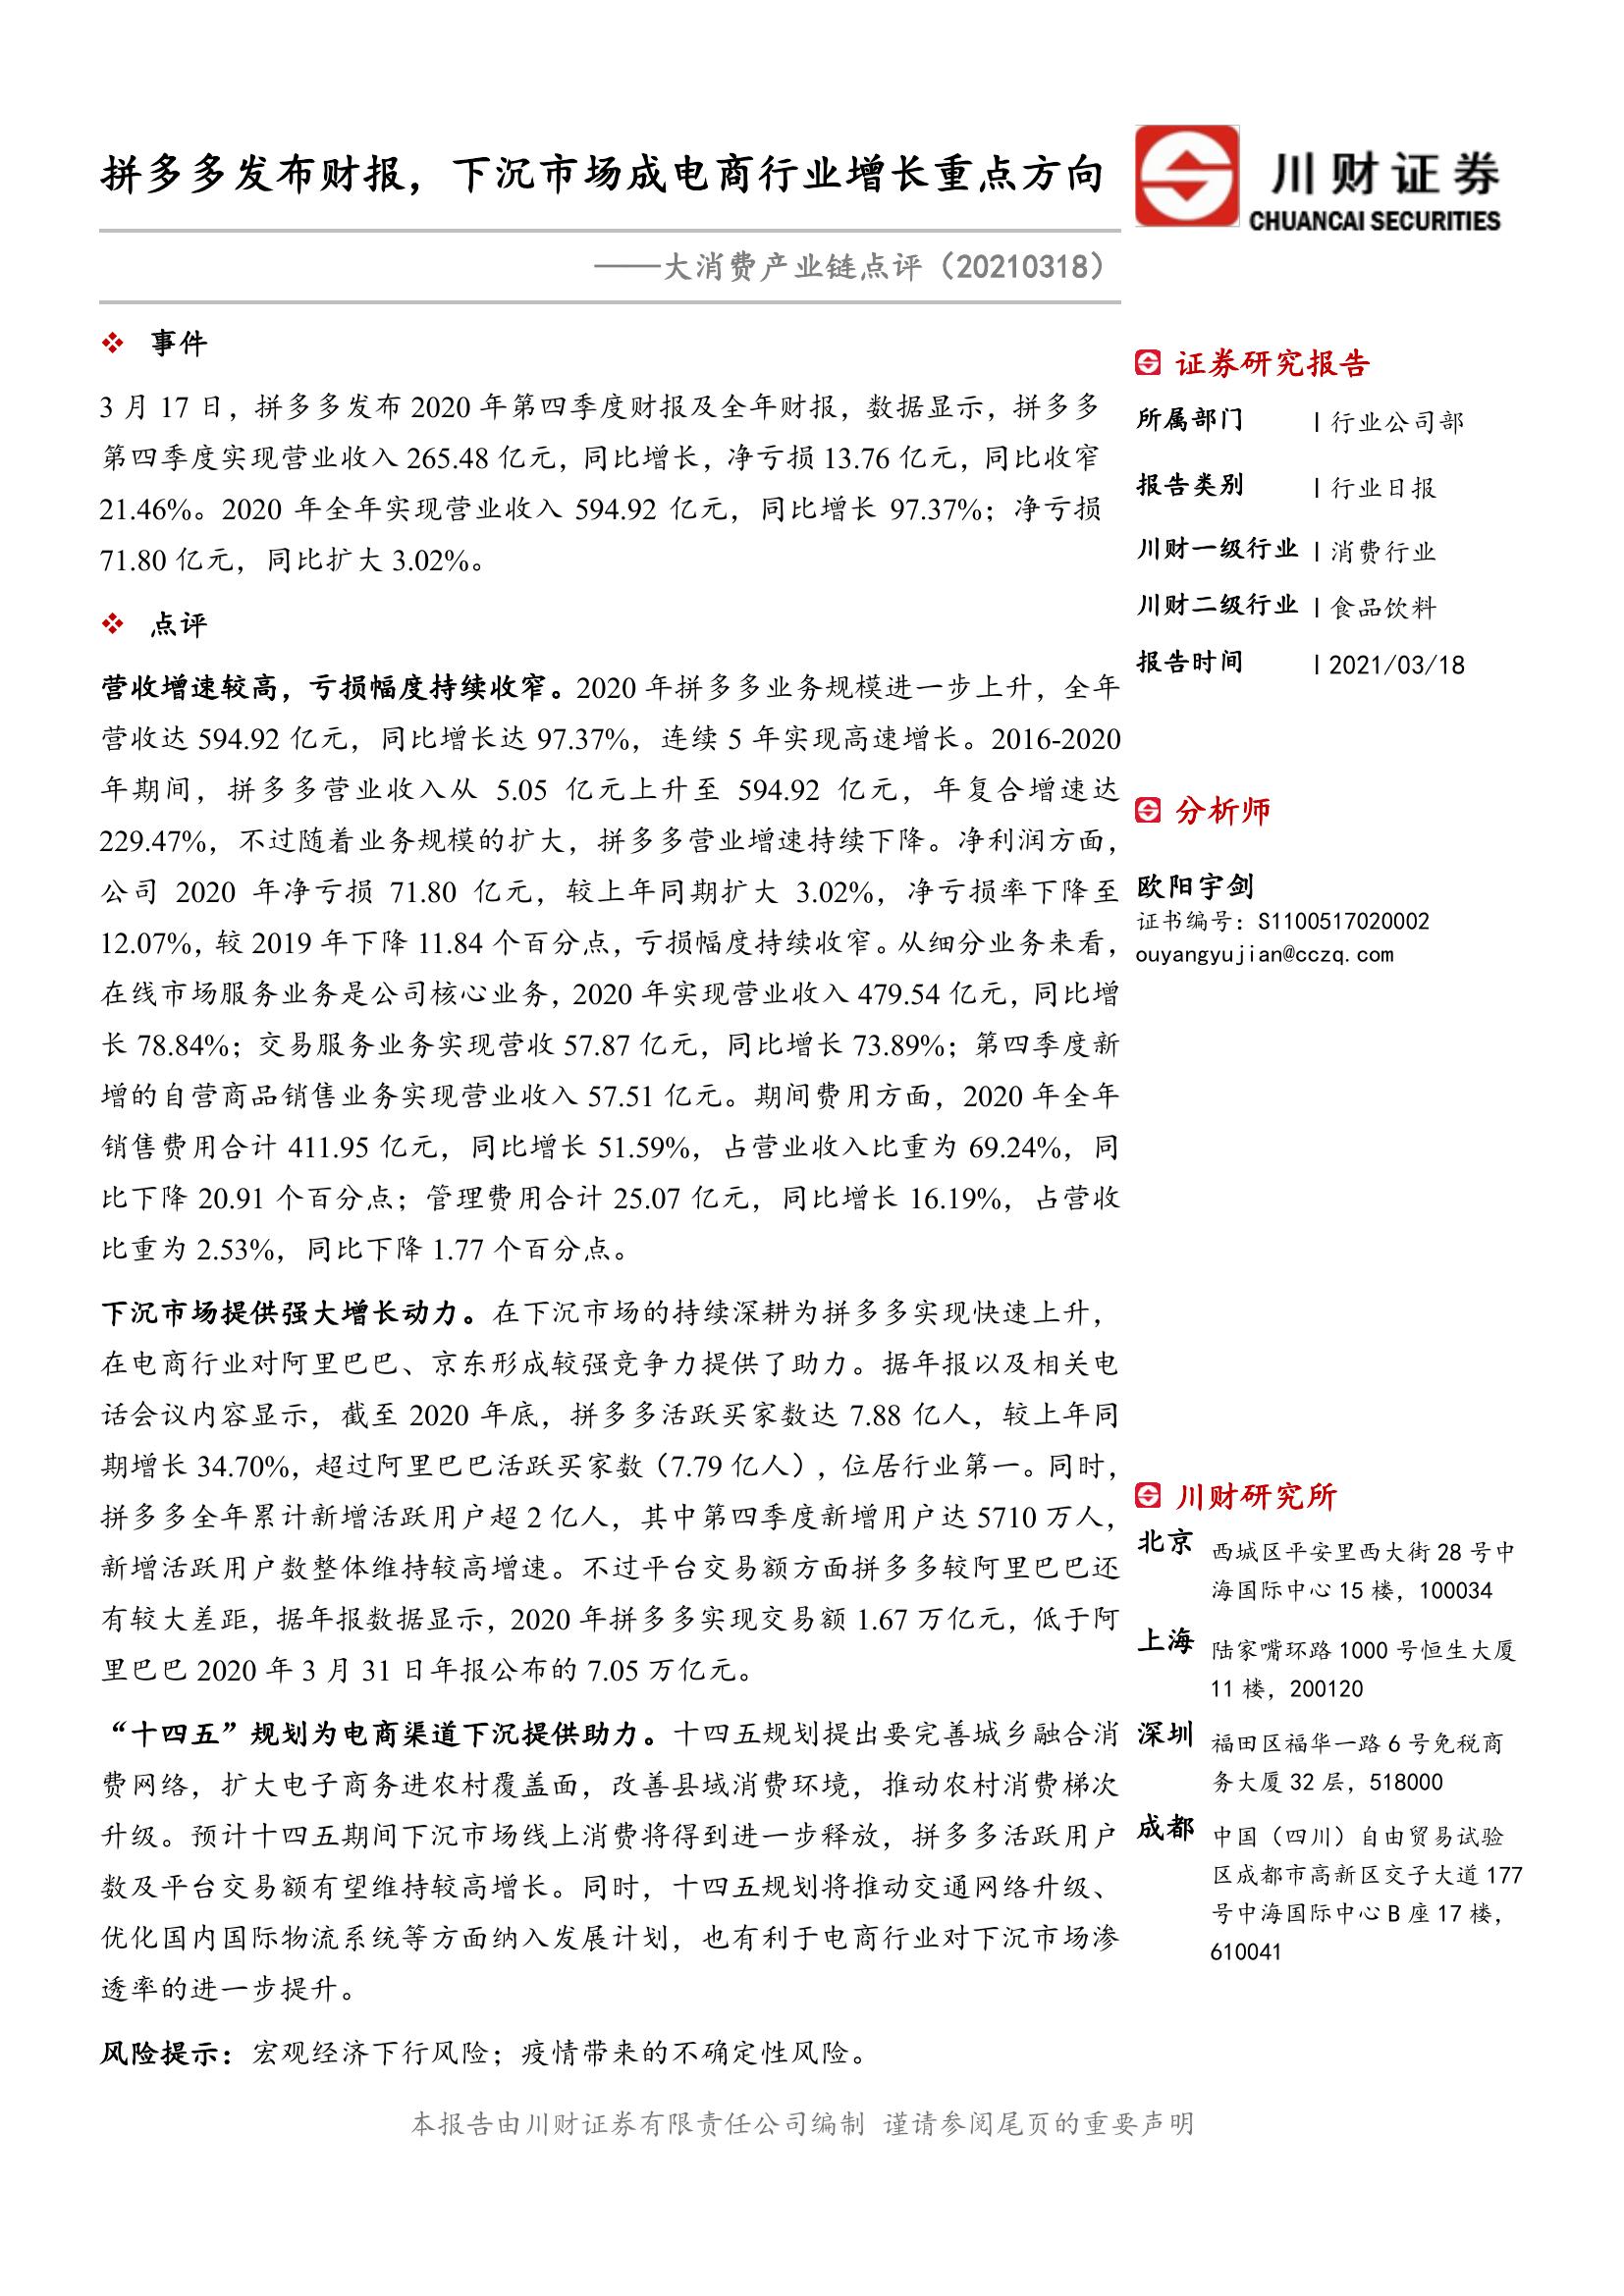 拼多多发布财报，下沉市场成电商行业增长重点方向
川财证券
CHUANCAI SECURITIES
——大消费产业链点评（20210318）
事件
3 月 17 日，拼多多发布 2020 年第四季度财报及全年财报，数据显示，拼多多
第四季度实现营业收入 265.48 亿元，同比增长，净亏损 13.76 亿元，同比收窄
21.46%。2020 年全年实现营业收入 594.92 亿元，同比增长 97.37%；净亏损
71.80 亿元，同比扩大 3.02%。
点评
营收增速较高，亏损幅度持续收窄。2020 年拼多多业务规模进一步上升，全年
营收达 594.92 亿元，同比增长达 97.37%，连续 5 年实现高速增长。2016-2020
年期间，拼多多营业收入从 5.05 亿元上升至 594.92 亿元，年复合增速达
229.47%，不过随着业务规模的扩大，拼多多营业增速持续下降。净利润方面，
公司 2020 年净亏损 71.80 亿元，较上年同期扩大 3.02%，净亏损率下降至
12.07%，较 2019 年下降 11.84 个百分点，亏损幅度持续收窄。从细分业务来看，
在线市场服务业务是公司核心业务，2020 年实现营业收入 479.54 亿元，同比增
长 78.84%；交易服务业务实现营收 57.87 亿元，同比增长 73.89%；第四季度新
增的自营商品销售业务实现营业收入 57.51 亿元。期间费用方面，2020 年全年
销售费用合计 411.95 亿元，同比增长 51.59%，占营业收入比重为 69.24%，同
比下降 20.91 个百分点；管理费用合计 25.07 亿元，同比增长 16.19%，占营收
比重为 2.53%，同比下降 1.77 个百分点。
下沉市场提供强大增长动力。在下沉市场的持续深耕为拼多多实现快速上升，
在电商行业对阿里巴巴、京东形成较强竞争力提供了助力。据年报以及相关电
话会议内容显示，截至 2020 年底，拼多多活跃买家数达 7.88 亿人，较上年同
期增长 34.70%，超过阿里巴巴活跃买家数（7.79 亿人），位居行业第一。同时，
拼多多全年累计新增活跃用户超 2 亿人，其中第四季度新增用户达 5710 万人，
新增活跃用户数整体维持较高增速。不过平台交易额方面拼多多较阿里巴巴还
有较大差距，据年报数据显示，2020 年拼多多实现交易额 1.67 万亿元，低于阿
里巴巴 2020 年 3 月 31 日年报公布的 7.05 万亿元。
“十四五”规划为电商渠道下沉提供助力。十四五规划提出要完善城乡融合消
费网络，扩大电子商务进农村覆盖面，改善县域消费环境，推动农村消费梯次
升级。预计十四五期间下沉市场线上消费将得到进一步释放，拼多多活跃用户
数及平台交易额有望维持较高增长。同时，十四五规划将推动交通网络升级、
优化国内国际物流系统等方面纳入发展计划，也有利于电商行业对下沉市场渗
透率的进一步提升。
风险提示：宏观经济下行风险；疫情带来的不确定性风险。
证券研究报告
所属部门 | 行业公司部
报告类别 | 行业日报
川财一级行业 | 消费行业
川财二级行业 | 食品饮料
报告时间 | 2021/03/18
分析师
欧阳宇剑
证书编号：S1100517020002
ouyangyujian@cczq.com
川财研究所
北京 西城区平安里西大街 28 号中
海国际中心 15 楼，100034
上海 陆家嘴环路 1000 号恒生大厦
11 楼，200120
深圳 福田区福华一路 6 号免税商
务大厦 32 层，518000
成都 中国（四川）自由贸易试验
区成都市高新区交子大道 177
号中海国际中心 B 座 17 楼，
610041
本报告由川财证券有限责任公司编制 谨请参阅尾页的重要声明